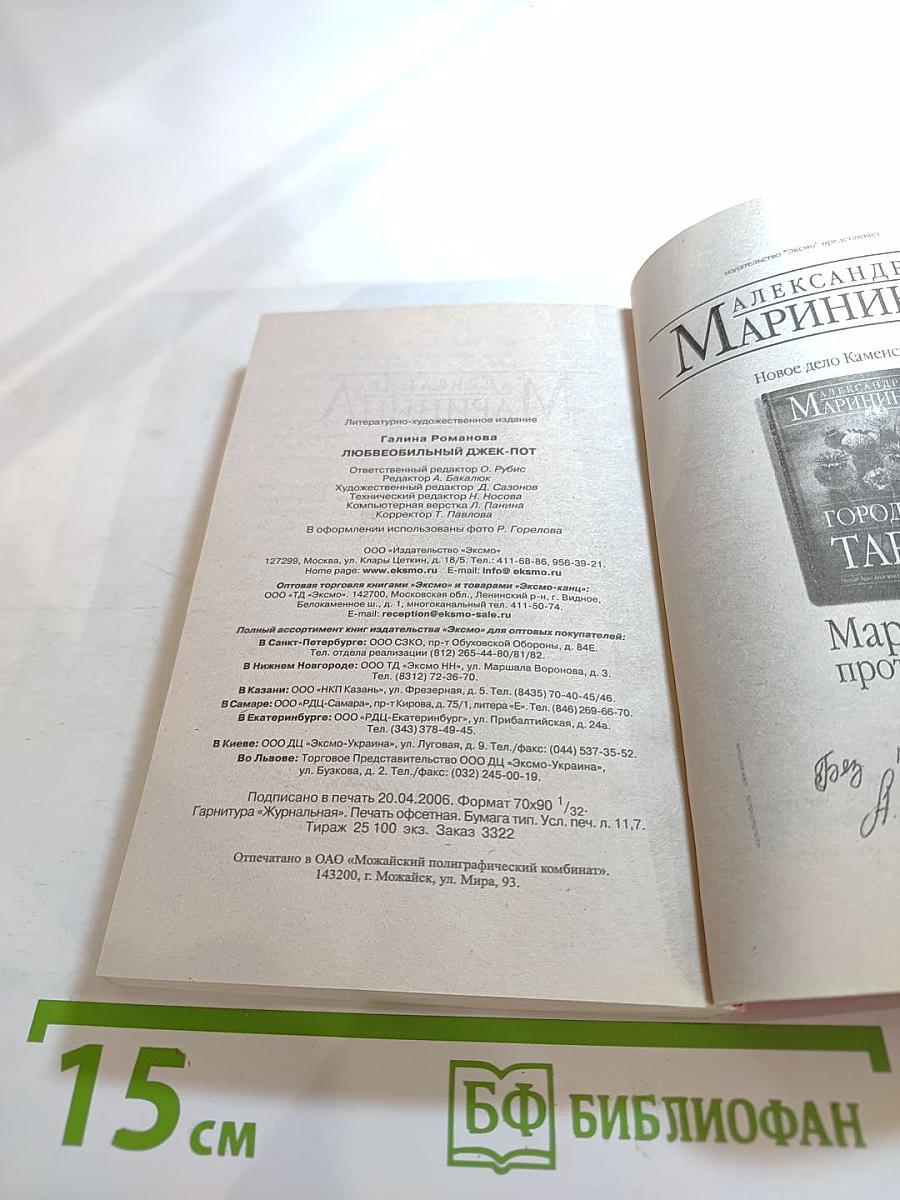 Литературно-художественное издание
Галина Романова
ЛЮБВЕОБИЛЬНЫЙ ДЖЕК-ПОТ
Ответственный редактор О. Рубис
Редактор А. Бакалюк
Художественный редактор Д. Сазонов
Технический редактор Н. Носова
Компьютерная верстка Л. Панина
Корректор Т. Павлова
В оформлении использованы фото Р. Горелова
ООО «Издательство «Эксмо»
127299, Москва, ул. Клары Цеткин, д. 18/5. Тел.: 411-68-86, 956-39-21.
Home page: www.eksmo.ru E-mail: Info@ eksmo.ru
Оптовая торговля книгами «Эксмо» и товарами «Эксмо-канц»:
ООО «ТД «Эксмо». 142700, Московская обл., Ленинский р-н, г. Видное,
Белокаменное ш., д. 1, многоканальный тел. 411-50-74.
E-mail: reception@eksmo-sale.ru
Полный ассортимент книг издательства «Эксмо» для оптовых покупателей:
В Санкт-Петербурге: ООО СЗКО, пр-т Обуховской Обороны, д. 84Е.
Тел. отдела реализации (812) 265-44-80/81/82.
В Нижнем Новгороде: ООО ТД «Эксмо НН», ул. Маршала Воронова, д. 3.
Тел. (8312) 72-36-70.
В Казани: ООО «НКП Казань», ул. Фрезерная, д. 5. Тел. (8435) 70-40-45/46.
В Самаре: ООО «РДЦ-Самара», пр-т Кирова, д. 75/1, литера «Е». Тел. (846) 269-66-70.
В Екатеринбурге: ООО «РДЦ-Екатеринбург», ул. Прибалтийская, д. 24а.
Тел. (343) 378-49-45.
В Киеве: ООО ДЦ «Эксмо-Украина», ул. Луговая, д. 9. Тел./факс: (044) 537-35-52.
Во Львове: Торговое Представительство ООО ДЦ «Эксмо-Украина»,
ул. Бузкова, д. 2. Тел./факс: (032) 245-00-19.
Подписано в печать 20.04.2006. Формат 70x90 1/32.
Гарнитура «Журнальная». Печать офсетная. Бумага тип. Усл. печ. л. 11,7.
Тираж 25 100 экз. Заказ 3322
Отпечатано в ОАО «Можайский полиграфический комбинат».
143200, г. Можайск, ул. Мира, 93.
издательство "Эксмо" представляет
АЛЕКСАНДР
МАРИНИН
Новое дело Каменс
АЛЕКСАНДР
МАРИНИН
ГОРОД
ТАР
Мар
прот
Без
15 см
БФ БИБЛИОФАН